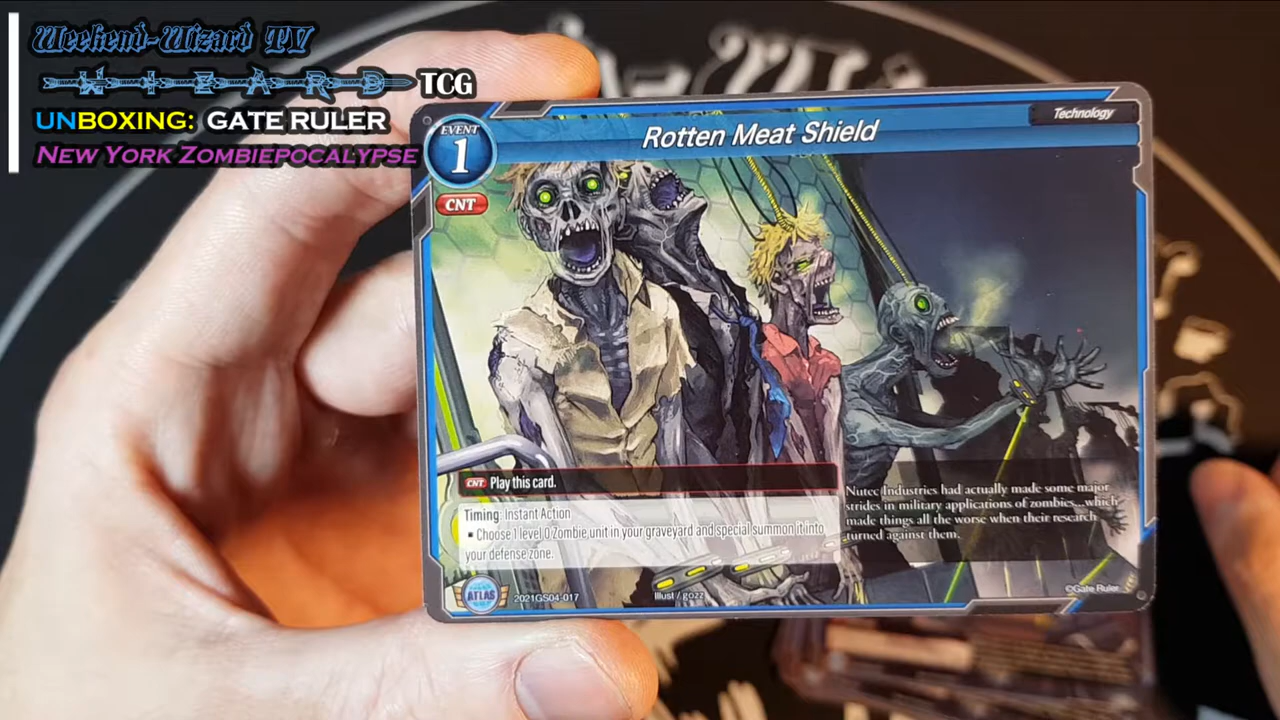 Weekend-Wizard TV
WIZARD TCG
UNBOXING: GATE RULER
NEW YORK ZOMBIEPOCALYPSE
EVENT
1
Rotten Meat Shield
Technology
CNT
CNT Play this card.
Timing: Instant Action
▪ Choose 1 level 0 Zombie unit in your graveyard and special summon it into
your defense zone.
Nutec Industries had actually made some major
strides in military applications of zombies...which
made things all the worse when their research
turned against them.
ATLAS
2021GS04-017
Illust / gozz
©Gate Ruler